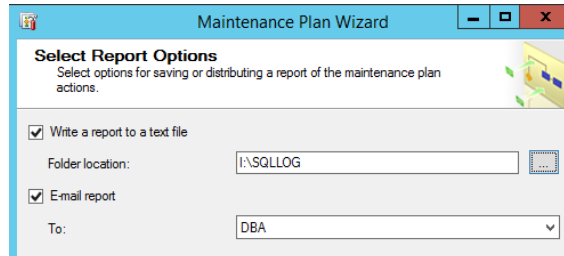 Maintenance Plan Wizard
Select Report Options
Select options for saving or distributing a report of the maintenance plan
actions.
Write a report to a text file
Folder location: I:\SQLLOG ...
E-mail report
To: DBA